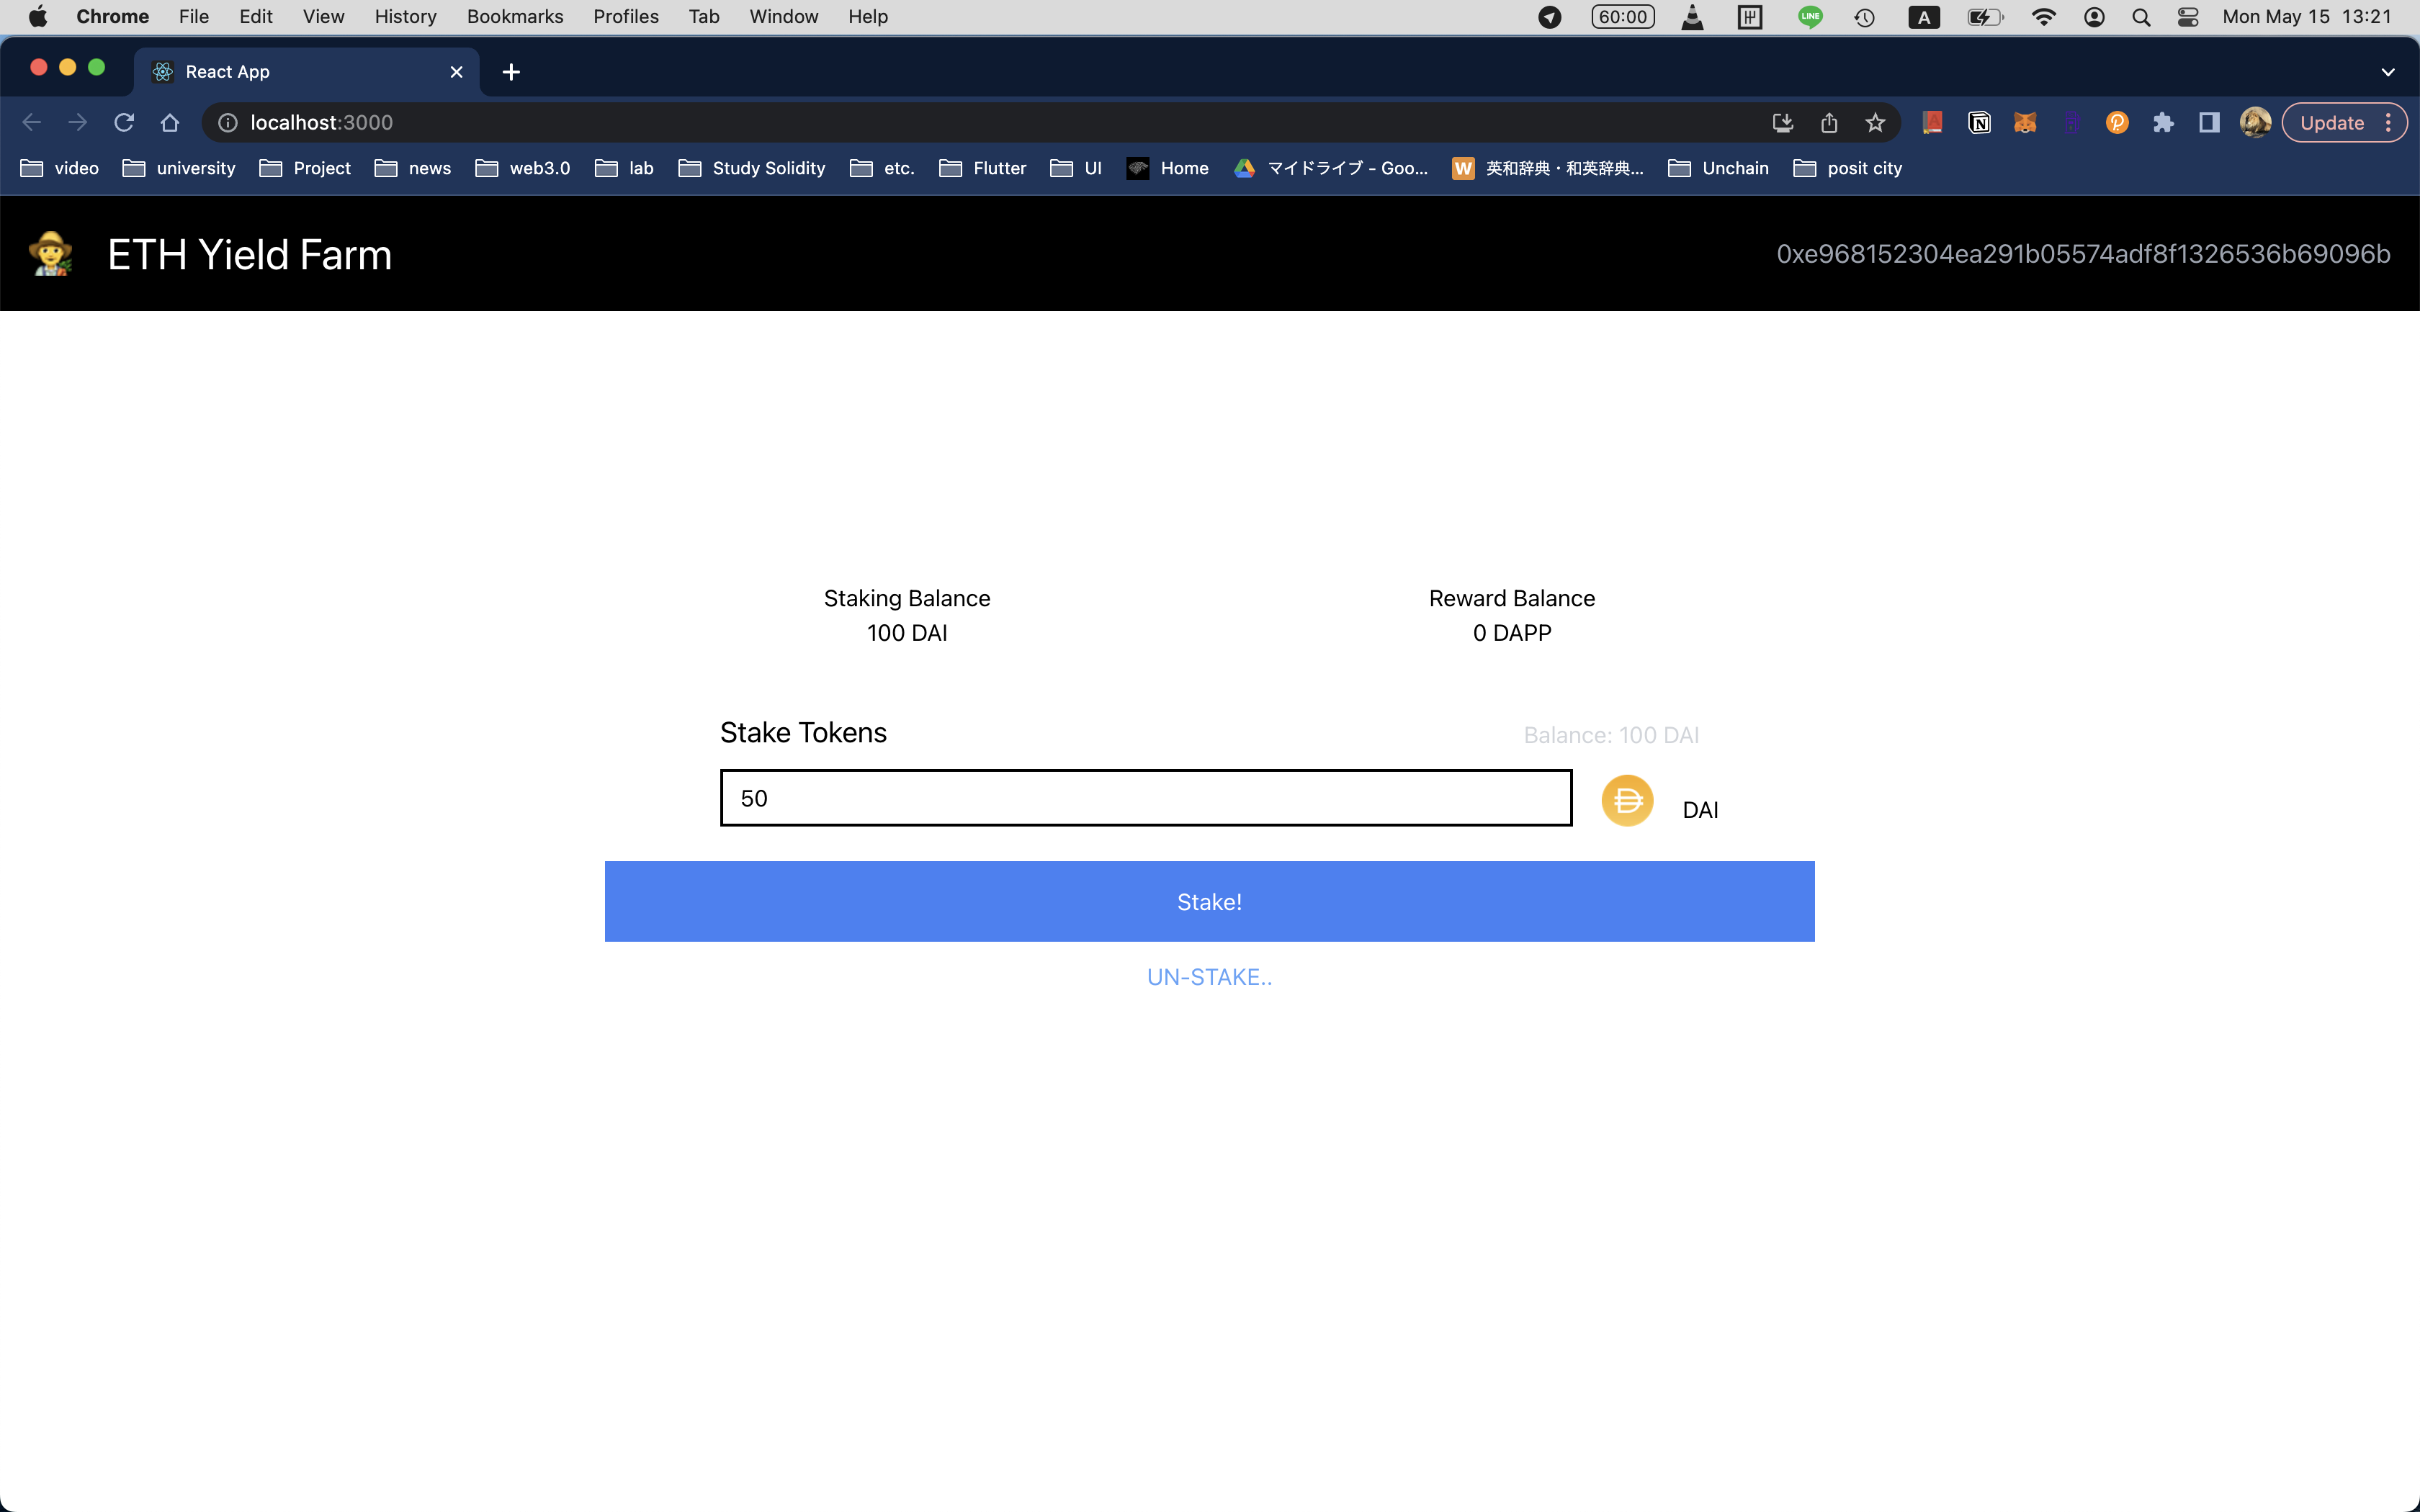 Chrome File Edit View History Bookmarks Profiles Tab Window Help 60:00 LINE A Mon May 15 13:21
React App
localhost:3000 Update
video university Project news web3.0 lab Study Solidity etc. Flutter UI Home マイドライブ - Goo... W 英和辞典・和英辞典... Unchain posit city
ETH Yield Farm 0xe968152304ea291b05574adf8f1326536b69096b
Staking Balance Reward Balance
100 DAI 0 DAPP
Stake Tokens Balance: 100 DAI
50 DAI
Stake!
UN-STAKE..